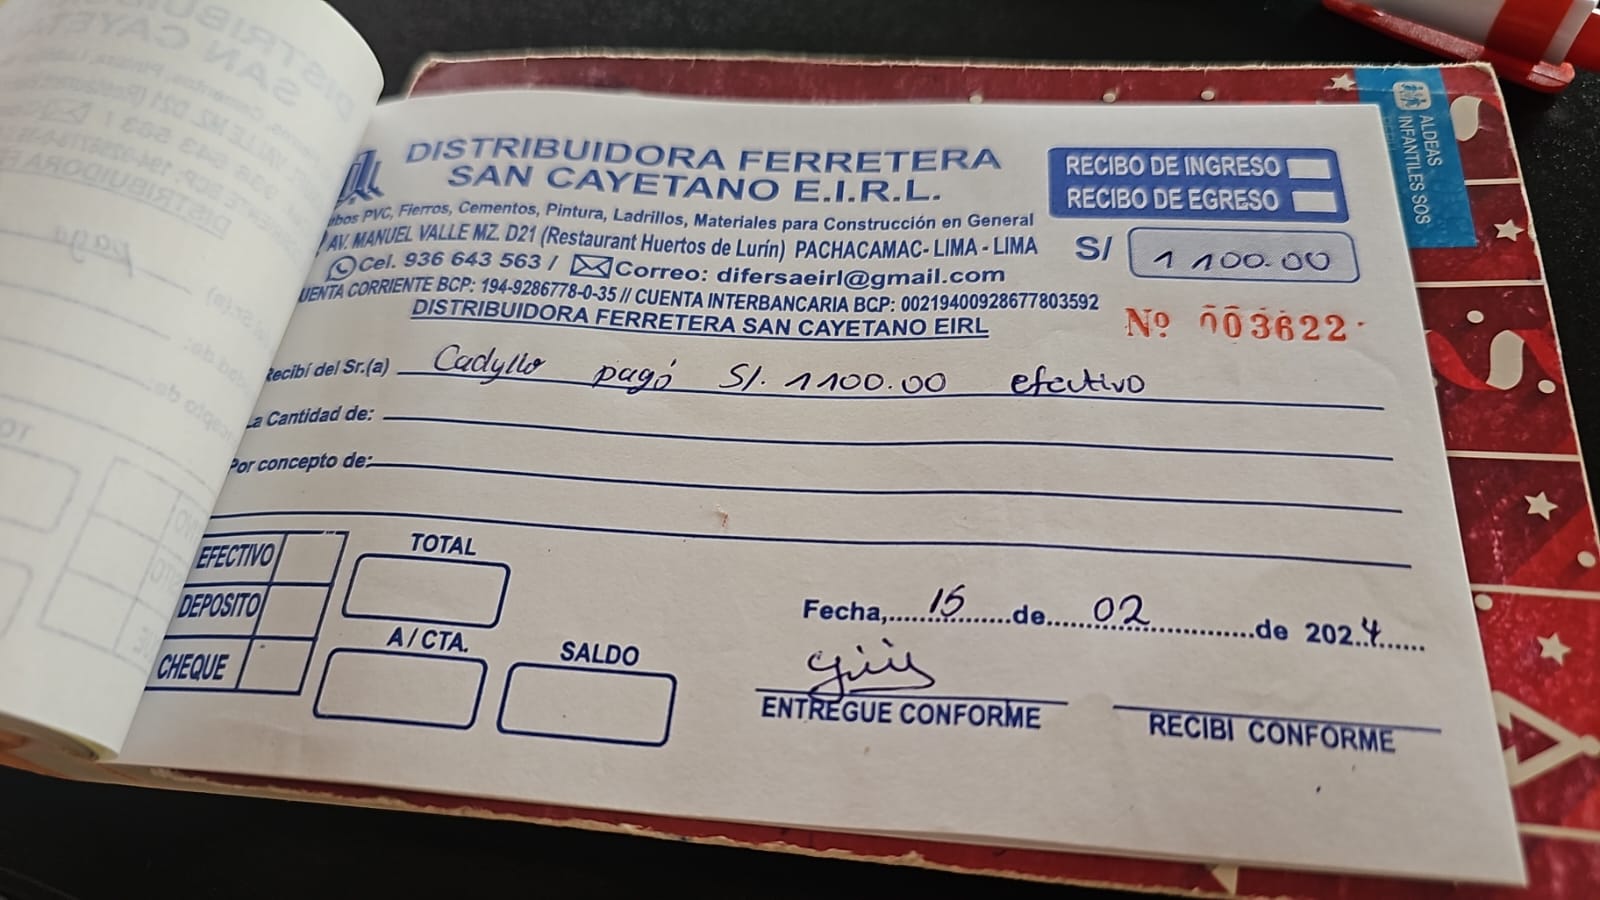 DISTRIBUIDORA FERRETERA
SAN CAYETANO E.I.R.L.
PVC, Fierros, Cementos, Pintura, Ladrillos, Materiales para Construcción en General
AV. MANUEL VALLE MZ. D21 (Restaurant Huertos de Lurín) PACHACAMAC- LIMA - LIMA
Cel. 936 643 563 / Correo: difersaeirl@gmail.com
CORRIENTE BCP: 194-9286778-0-35 // CUENTA INTERBANCARIA BCP: 00219400928677803592
DISTRIBUIDORA FERRETERA SAN CAYETANO EIRL
RECIBO DE INGRESO
RECIBO DE EGRESO
S/ 1 100.00
Nº 003622
Recibí del Sr.(a) Cadyllo pagó S/. 1100.00 efectivo
La Cantidad de:
Por concepto de:
EFECTIVO
DEPOSITO
CHEQUE
TOTAL
A / CTA.
SALDO
Fecha, 15 de 02 de 2024
ENTREGUE CONFORME
RECIBI CONFORME
ALDEAS
INFANTILES SOS